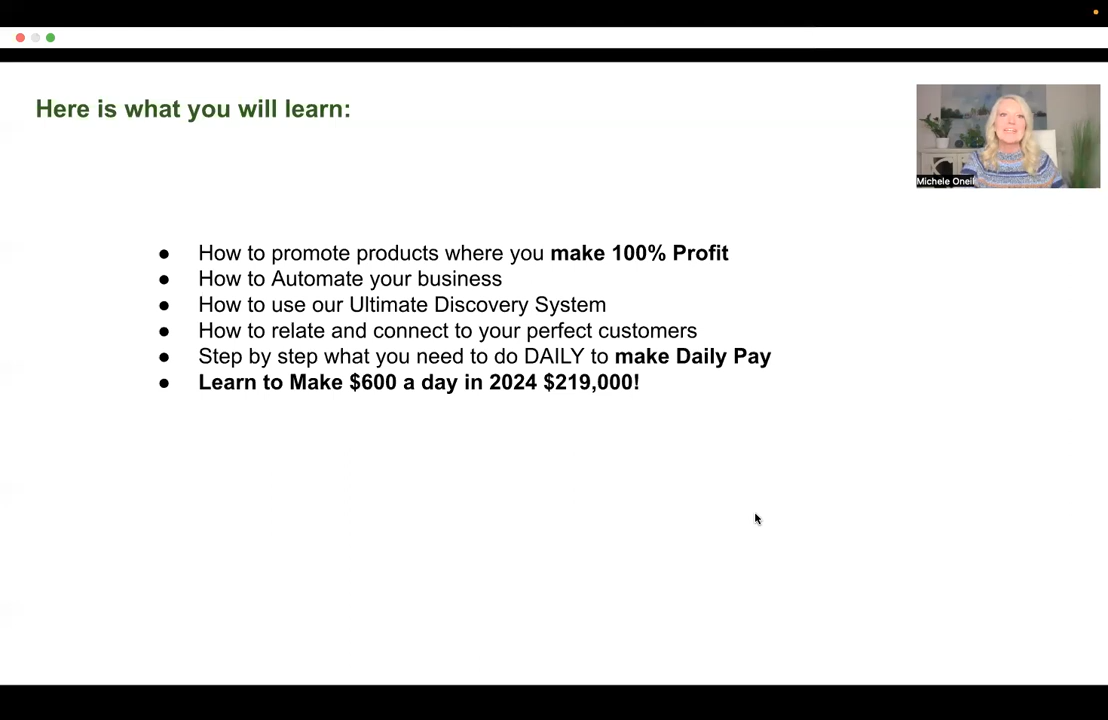 Here is what you will learn:
Michele Oneil
● How to promote products where you make 100% Profit
● How to Automate your business
● How to use our Ultimate Discovery System
● How to relate and connect to your perfect customers
● Step by step what you need to do DAILY to make Daily Pay
● Learn to Make $600 a day in 2024 $219,000!